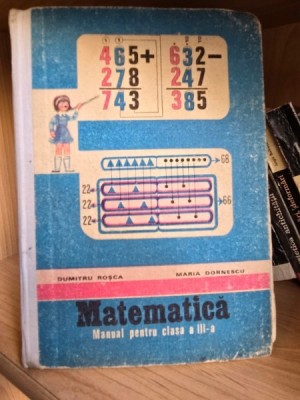 465+ 632-
278 247
743 385
68
22
22 66
22
DUMITRU ROȘCA MARIA DORNESCU
Matematică
Manual pentru clasa a III-a